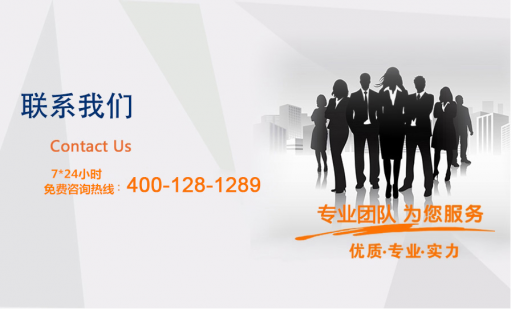 联系我们
Contact Us
7*24小时
免费咨询热线：400-128-1289
专业团队 为您服务
优质·专业·实力